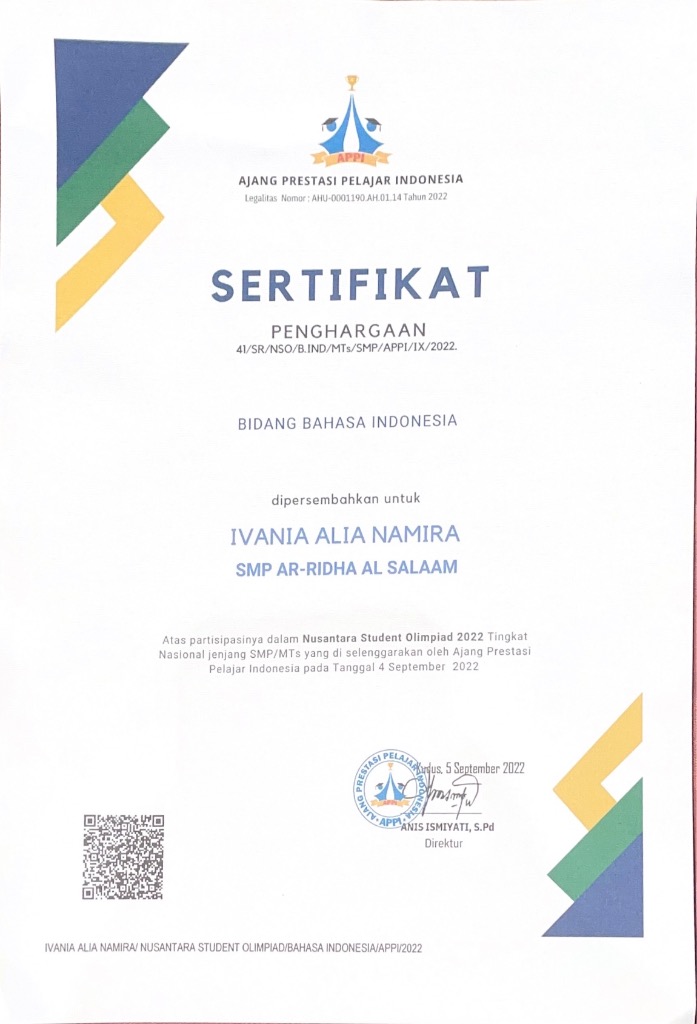 APPI
AJANG PRESTASI PELAJAR INDONESIA
Legalitas Nomor : AHU-0001190.AH.01.14 Tahun 2022
SERTIFIKAT
PENGHARGAAN
41/SR/NSO/B.IND/MTs/SMP/APPI/IX/2022.
BIDANG BAHASA INDONESIA
dipersembahkan untuk
IVANIA ALIA NAMIRA
SMP AR-RIDHA AL SALAAM
Atas partisipasinya dalam Nusantara Student Olimpiad 2022 Tingkat
Nasional jenjang SMP/MTs yang di selenggarakan oleh Ajang Prestasi
Pelajar Indonesia pada Tanggal 4 September 2022
Kudus, 5 September 2022
AJANG PRESTASI PELAJAR INDONESIA
APPI
ANIS ISMIYATI, S.Pd
Direktur
IVANIA ALIA NAMIRA/ NUSANTARA STUDENT OLIMPIAD/BAHASA INDONESIA/APPI/2022